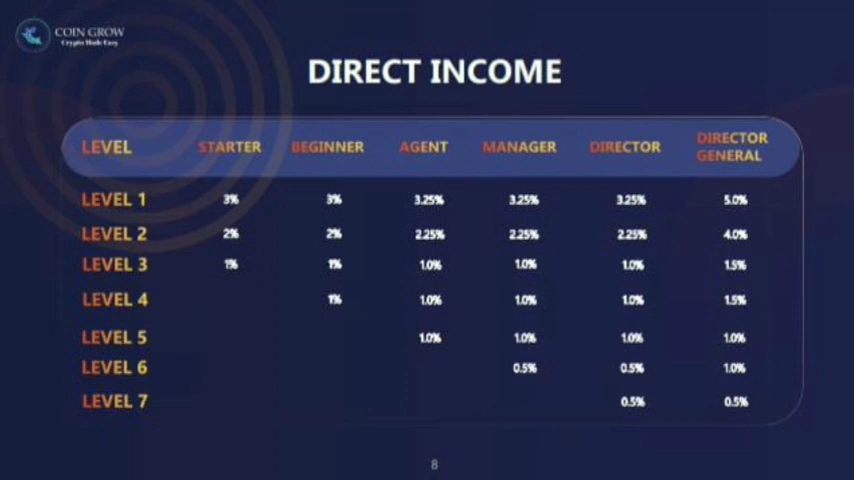 COIN GROW
Crypto Made Easy
DIRECT INCOME
LEVEL STARTER BEGINNER AGENT MANAGER DIRECTOR DIRECTOR GENERAL
LEVEL 1 3% 3% 3.25% 3.25% 3.25% 5.0%
LEVEL 2 2% 2% 2.25% 2.25% 2.25% 4.0%
LEVEL 3 1% 1% 1.0% 1.0% 1.0% 1.5%
LEVEL 4 1% 1.0% 1.0% 1.0% 1.5%
LEVEL 5 1.0% 1.0% 1.0% 1.0%
LEVEL 6 0.5% 0.5% 1.0%
LEVEL 7 0.5% 0.5%
8